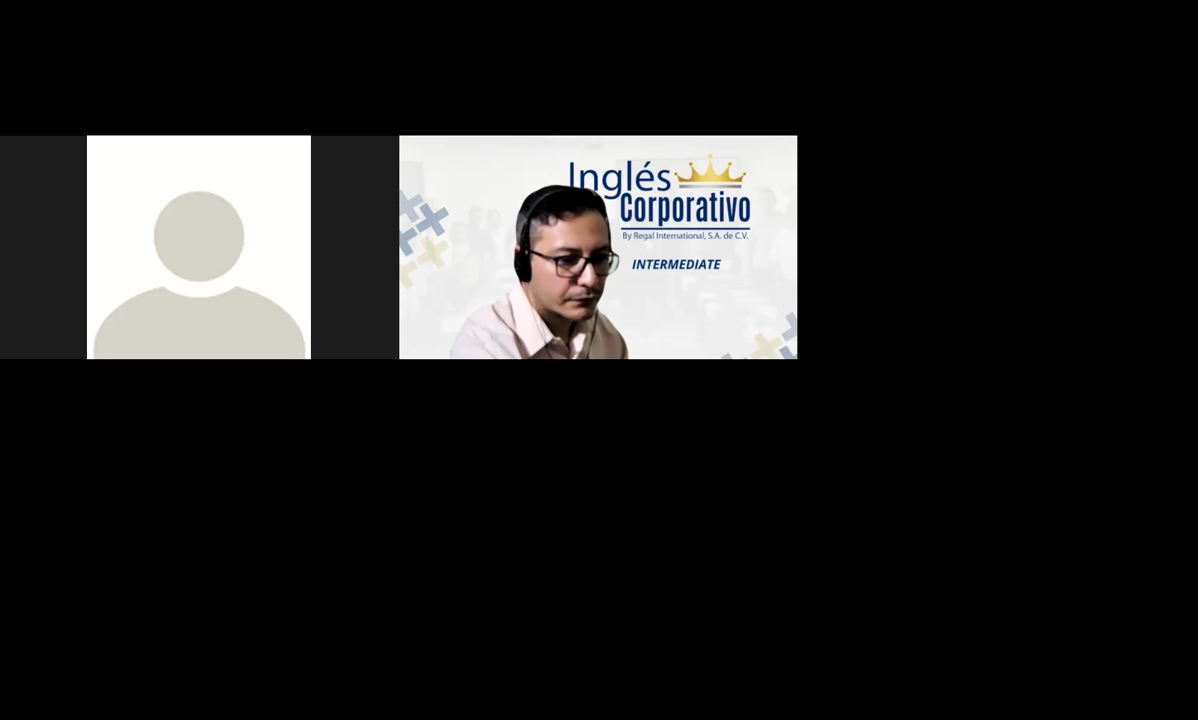 Inglés
Corporativo
By Regal International, S.A. de C.V.
INTERMEDIATE